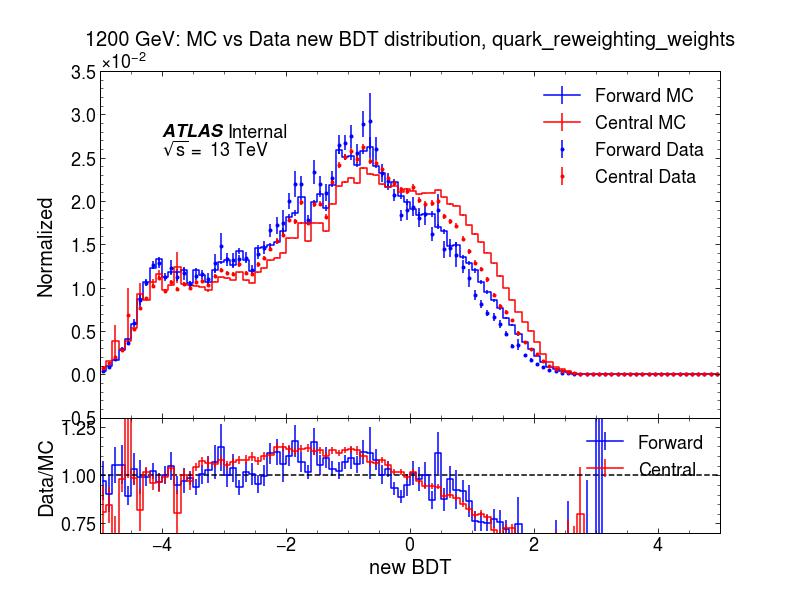 1200 GeV: MC vs Data new BDT distribution, quark_reweighting_weights
×10⁻²
3.5
3.0
2.5
2.0
1.5
1.0
0.5
0.0
0.5
Normalized
ATLAS Internal
√s = 13 TeV
Forward MC
Central MC
Forward Data
Central Data
1.25
1.00
0.75
Data/MC
Forward
Central
−4
−2
0
2
4
new BDT